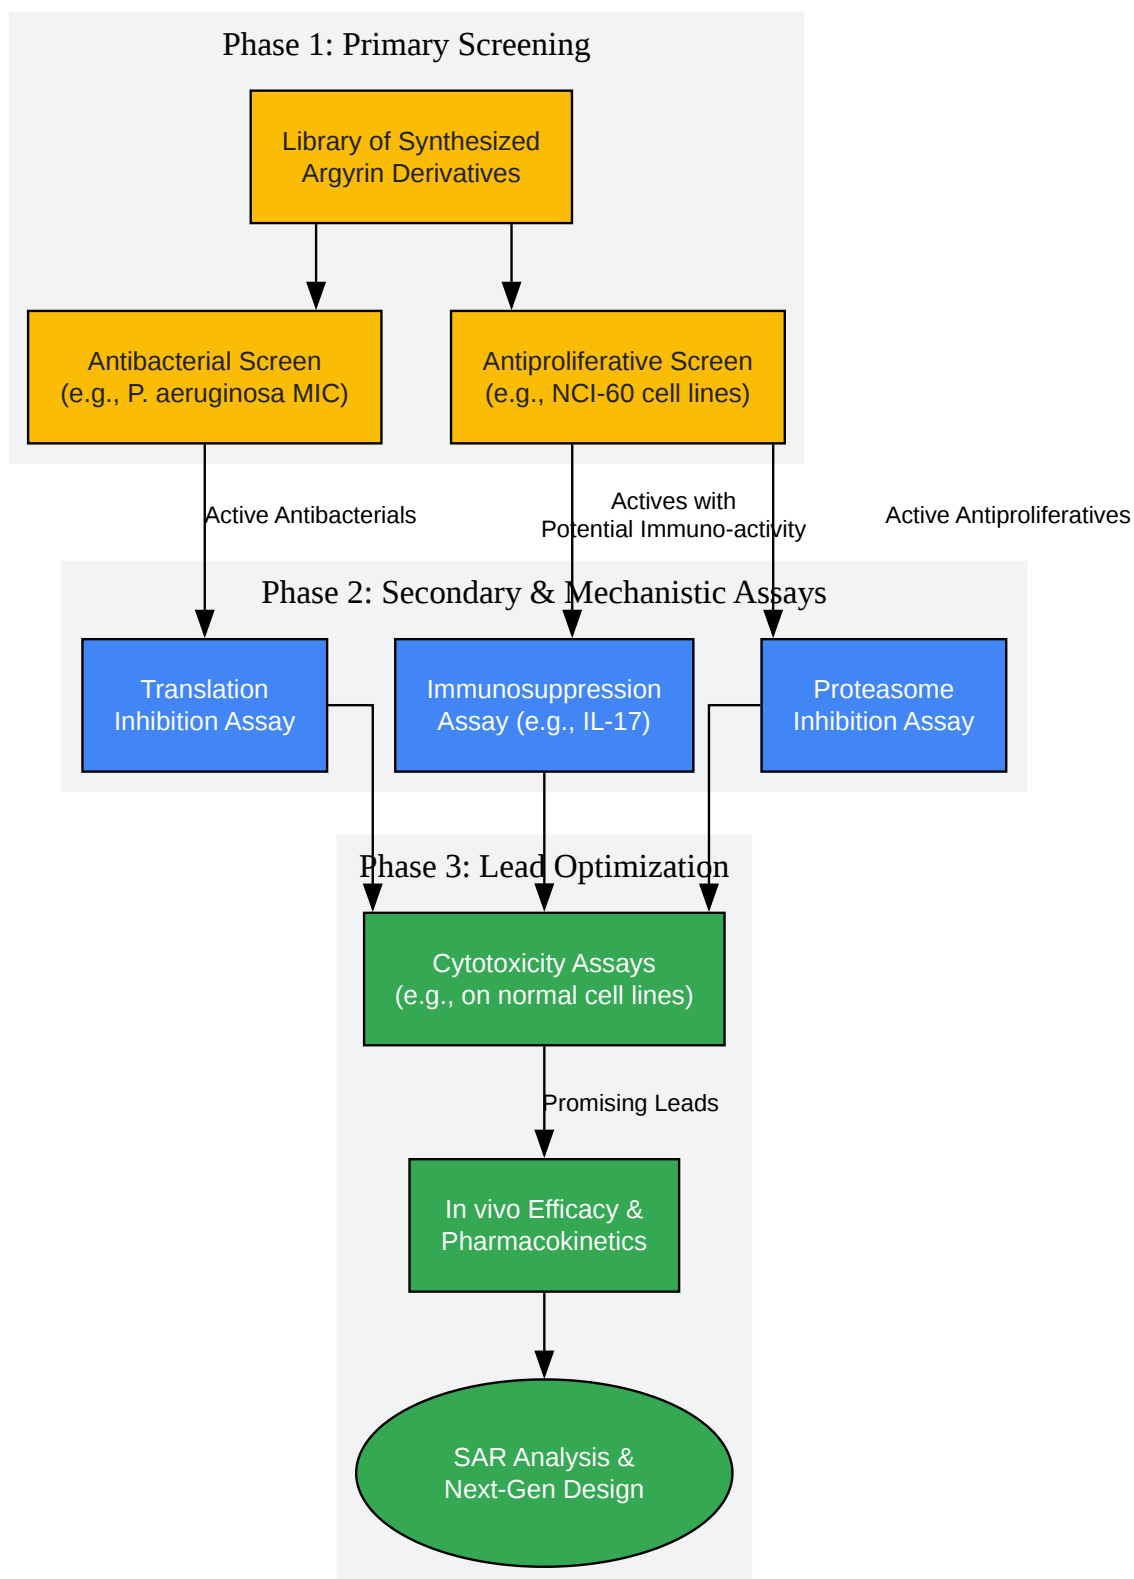 Phase 1: Primary Screening
Library of Synthesized
Argyrin Derivatives
Antibacterial Screen
(e.g., P. aeruginosa MIC)
Antiproliferative Screen
(e.g., NCI-60 cell lines)
Active Antibacterials
Actives with
Potential Immuno-activity
Active Antiproliferatives
Phase 2: Secondary & Mechanistic Assays
Translation
Inhibition Assay
Immunosuppression
Assay (e.g., IL-17)
Proteasome
Inhibition Assay
Phase 3: Lead Optimization
Cytotoxicity Assays
(e.g., on normal cell lines)
Promising Leads
In vivo Efficacy &
Pharmacokinetics
SAR Analysis &
Next-Gen Design